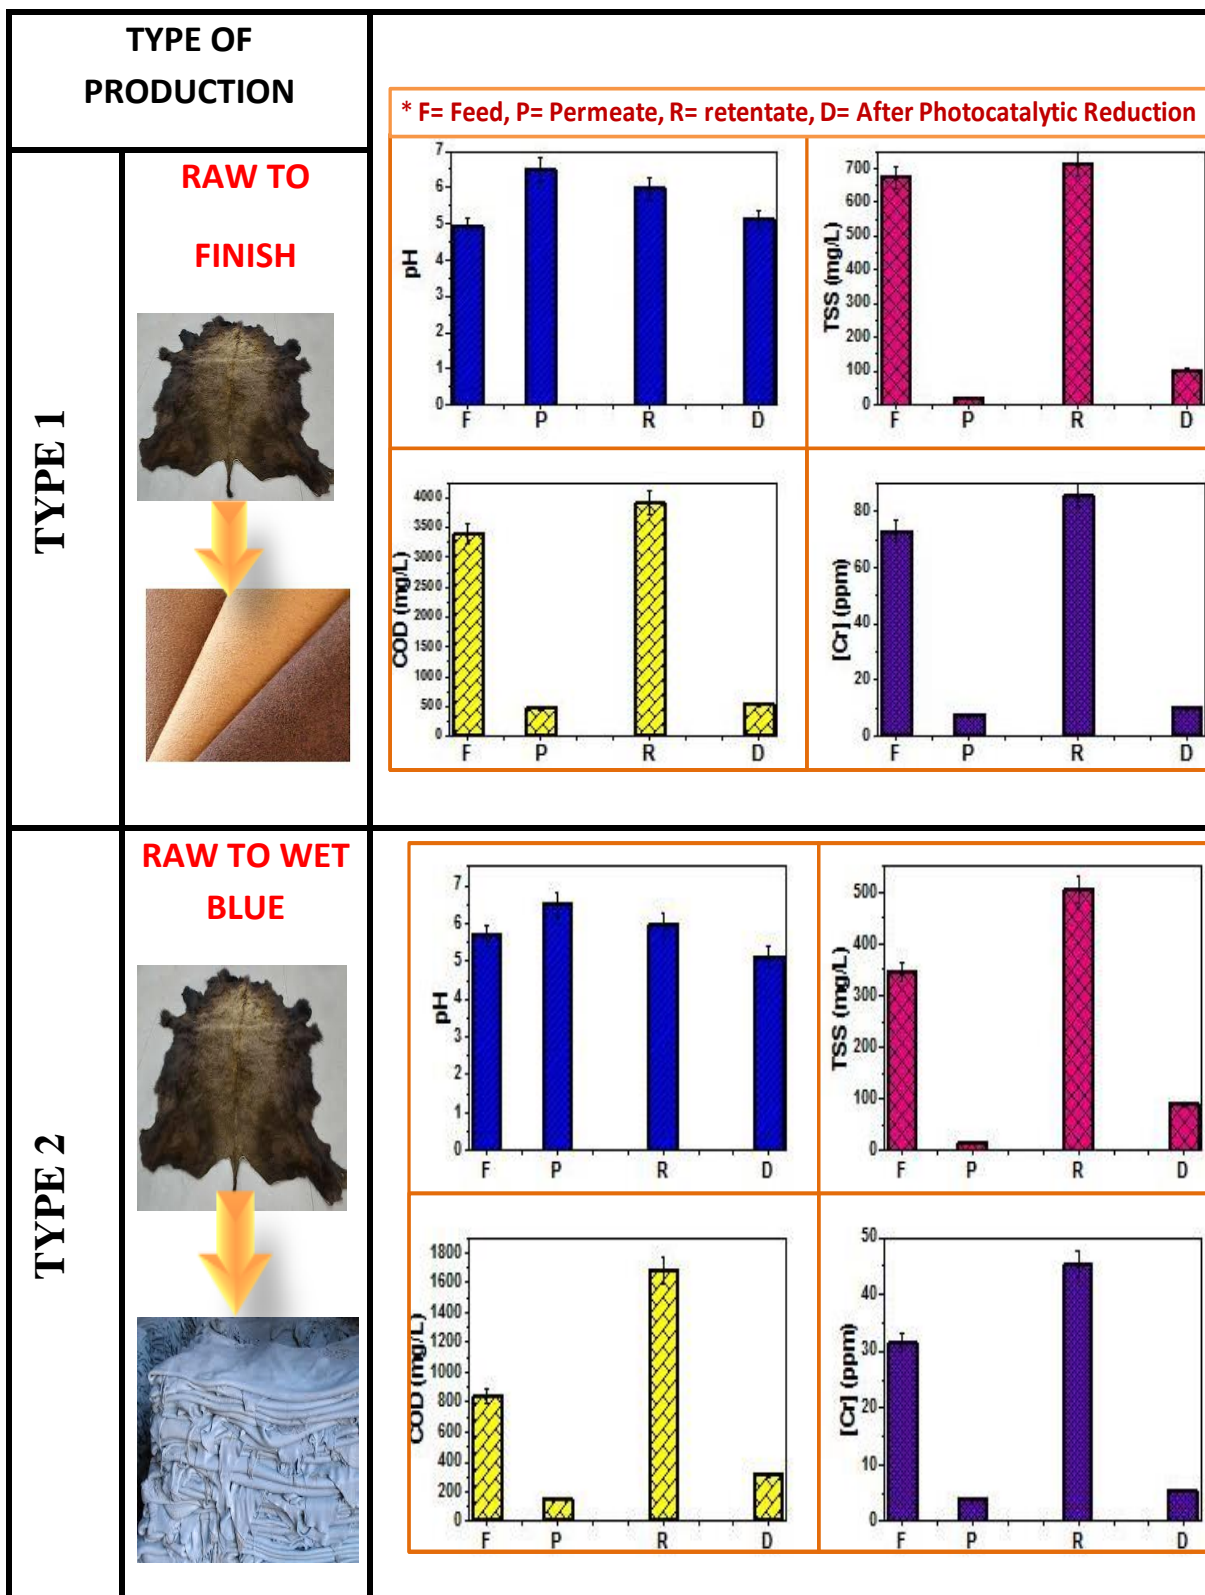 TYPE OF
PRODUCTION
* F= Feed, P= Permeate, R= retentate, D= After Photocatalytic Reduction
TYPE 1
RAW TO
FINISH
pH
7
6
5
4
3
2
1
0
F P R D
TSS (mg/L)
700
600
500
400
300
200
100
0
F P R D
COD (mg/L)
4000
3500
3000
2500
2000
1500
1000
500
0
F P R D
[Cr] (ppm)
80
60
40
20
0
F P R D
TYPE 2
RAW TO WET
BLUE
pH
7
6
5
4
3
2
1
0
F P R D
TSS (mg/L)
500
400
300
200
100
0
F P R D
COD (mg/L)
1800
1600
1400
1200
1000
800
600
400
200
0
F P R D
[Cr] (ppm)
50
40
30
20
10
0
F P R D